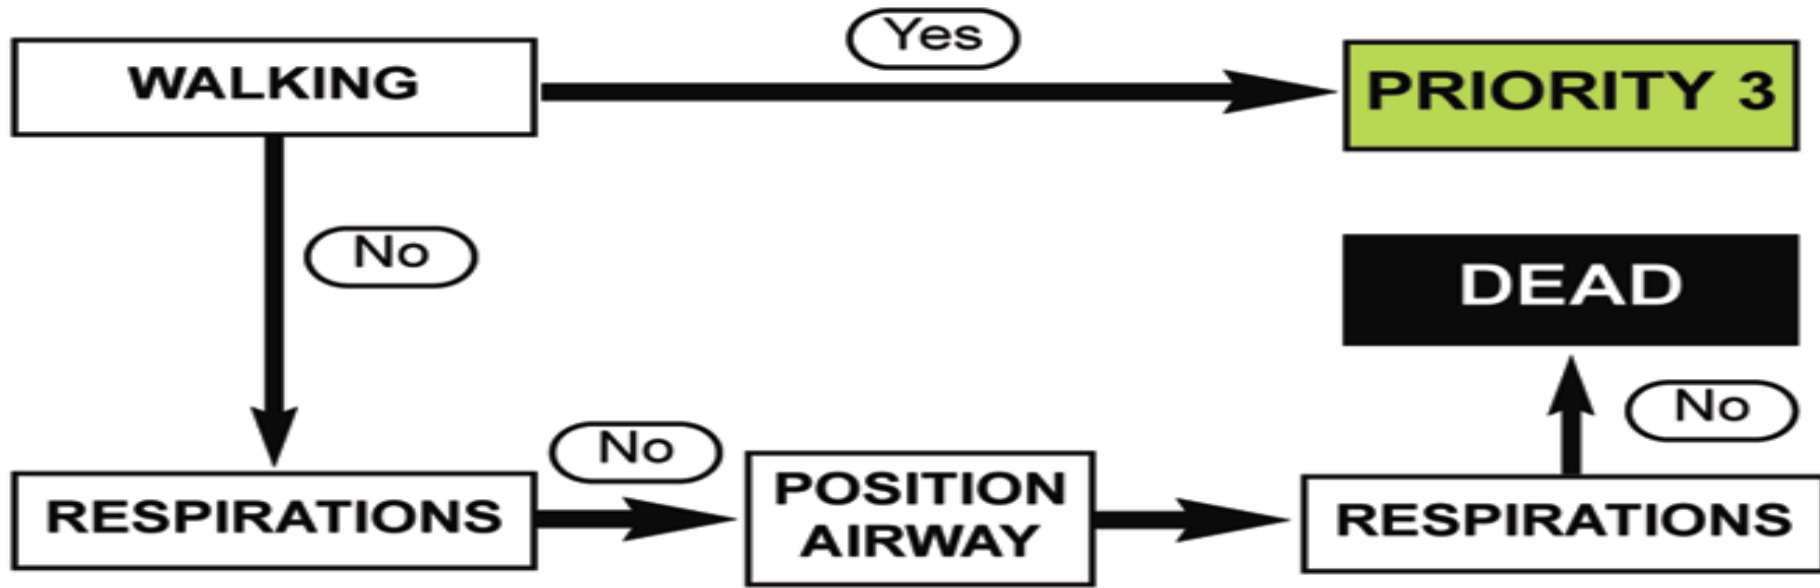 WALKING
Yes
PRIORITY 3
No
DEAD
No
RESPIRATIONS
No
POSITION
AIRWAY
RESPIRATIONS